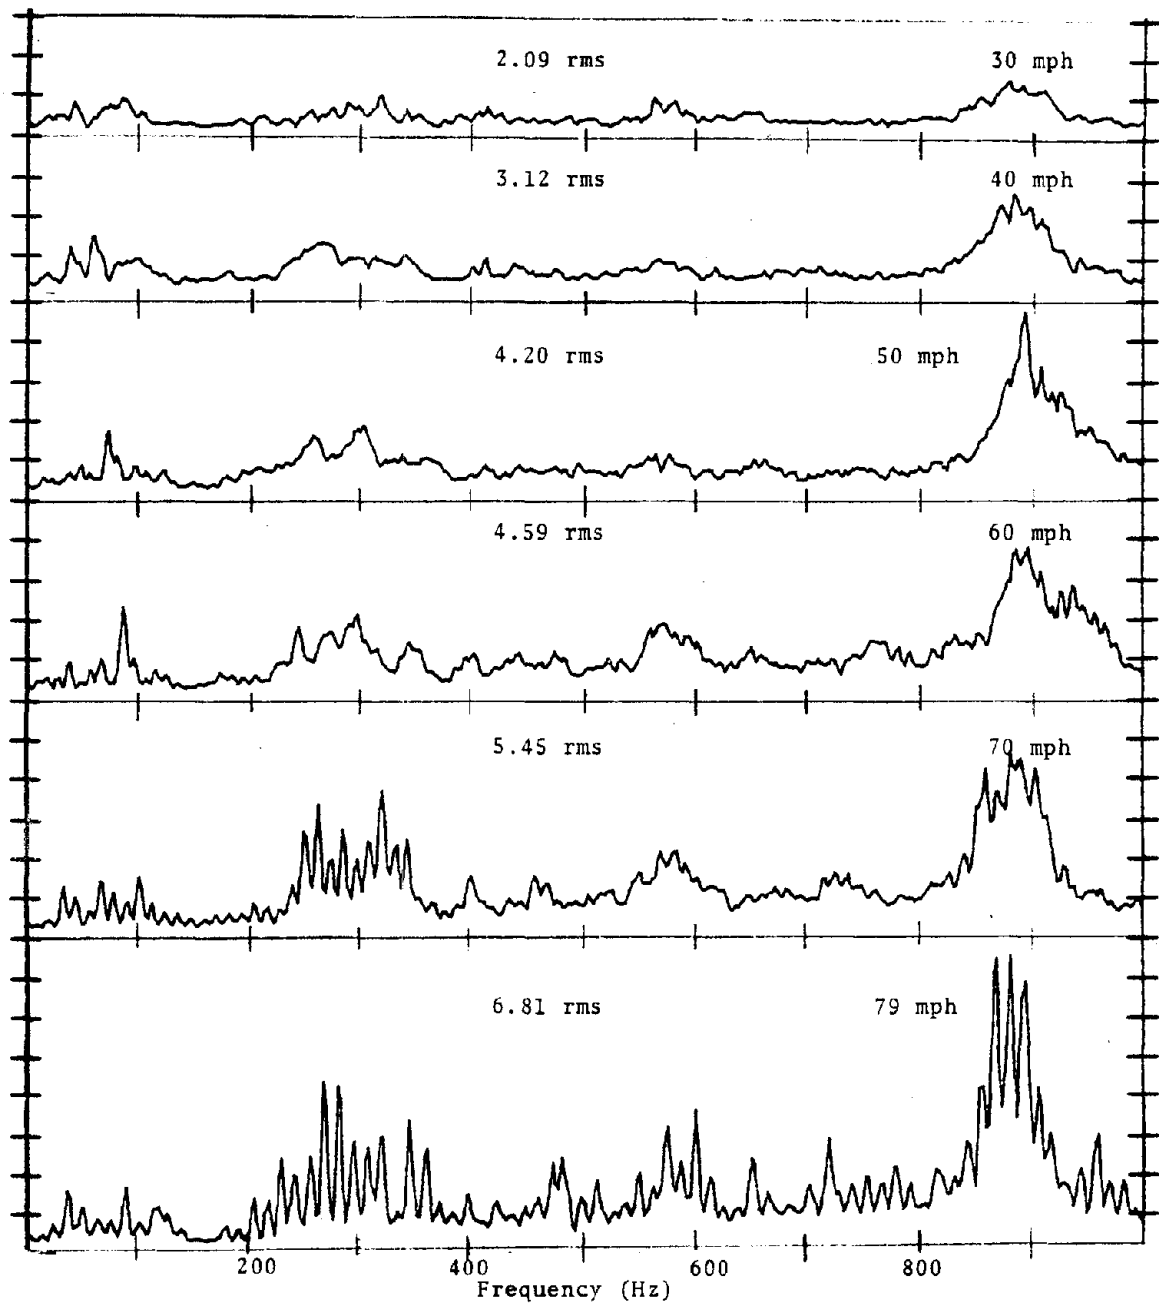 2.09 rms 30 mph
3.12 rms 40 mph
4.20 rms 50 mph
4.59 rms 60 mph
5.45 rms 70 mph
6.81 rms 79 mph
200 400 600 800
Frequency (Hz)